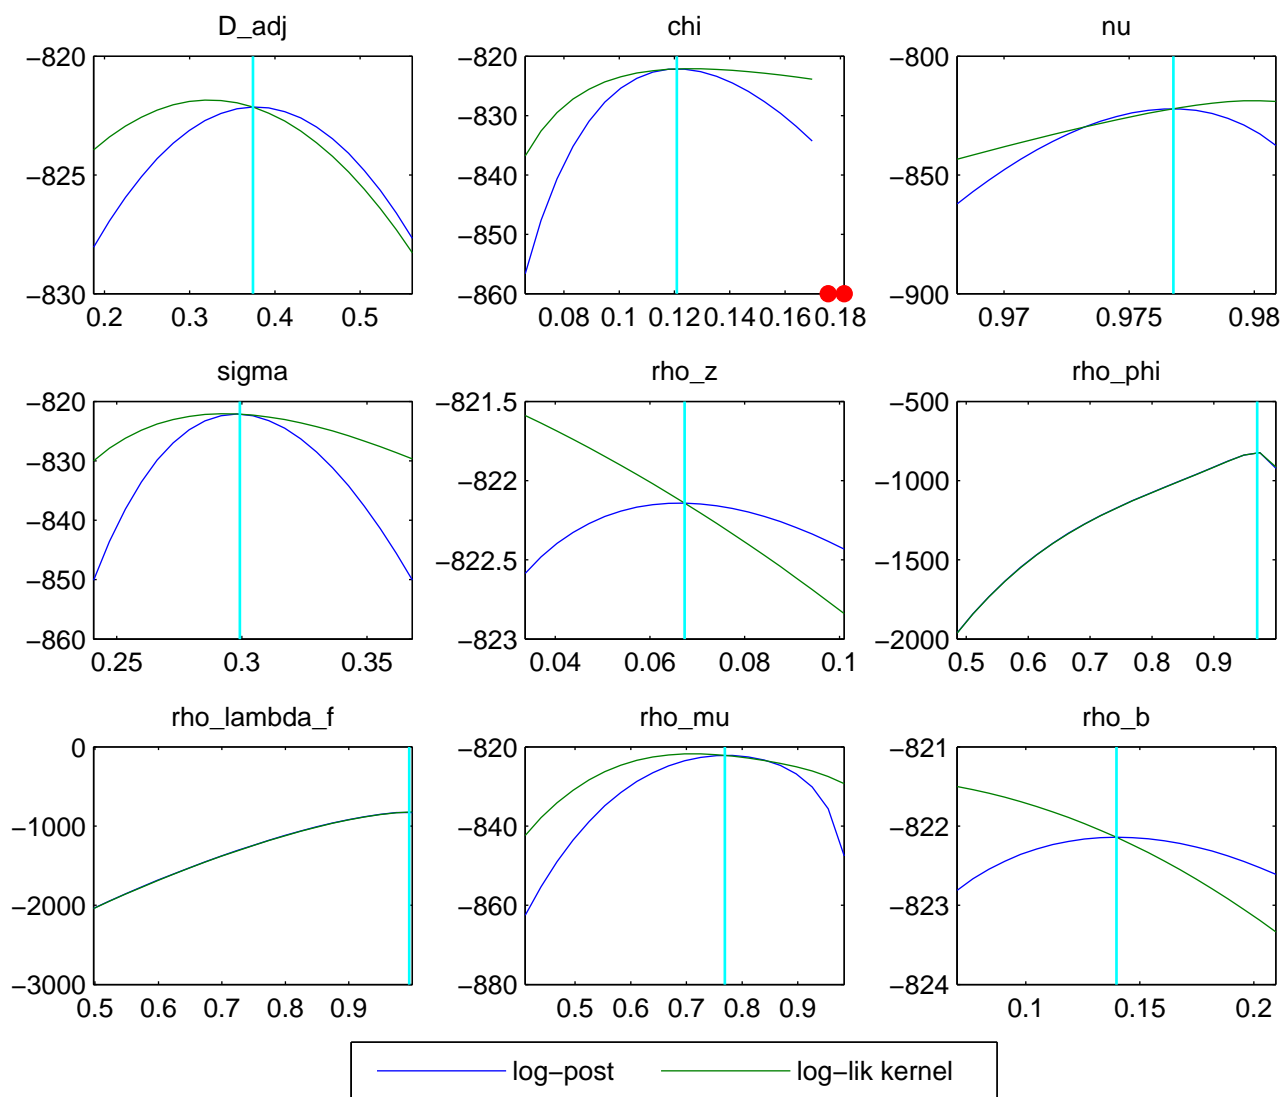 D_adj chi nu
−820 −820 −800
−830
−825 −840 −850
−850
−830 −860 −900
0.2 0.3 0.4 0.5 0.08 0.1 0.12 0.14 0.16 0.18 0.97 0.975 0.98
sigma rho_z rho_phi
−820 −821.5 −500
−830 −822 −1000
−840
−850 −822.5 −1500
−860 −823 −2000
0.25 0.3 0.35 0.04 0.06 0.08 0.1 0.5 0.6 0.7 0.8 0.9
rho_lambda_f rho_mu rho_b
0 −820 −821
−1000 −840 −822
−2000 −860 −823
−3000 −880 −824
0.5 0.6 0.7 0.8 0.9 0.5 0.6 0.7 0.8 0.9 0.1 0.15 0.2
log−post log−lik kernel